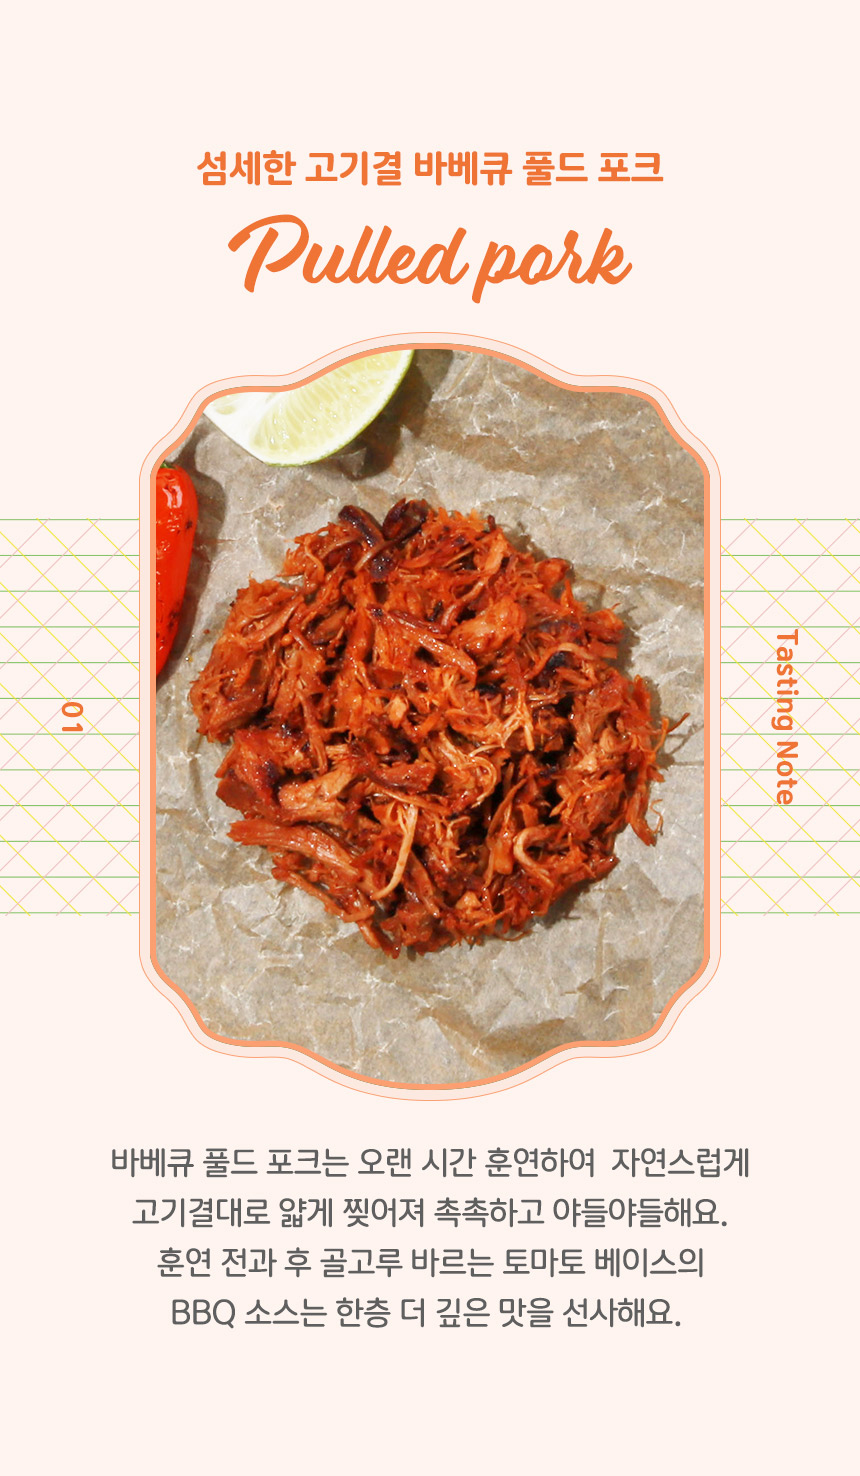 섬세한 고기결 바베큐 풀드 포크
Pulled pork
01
Tasting Note
바베큐 풀드 포크는 오랜 시간 훈연하여 자연스럽게
고기결대로 얇게 찢어져 촉촉하고 야들야들해요.
훈연 전과 후 골고루 바르는 토마토 베이스의
BBQ 소스는 한층 더 깊은 맛을 선사해요.